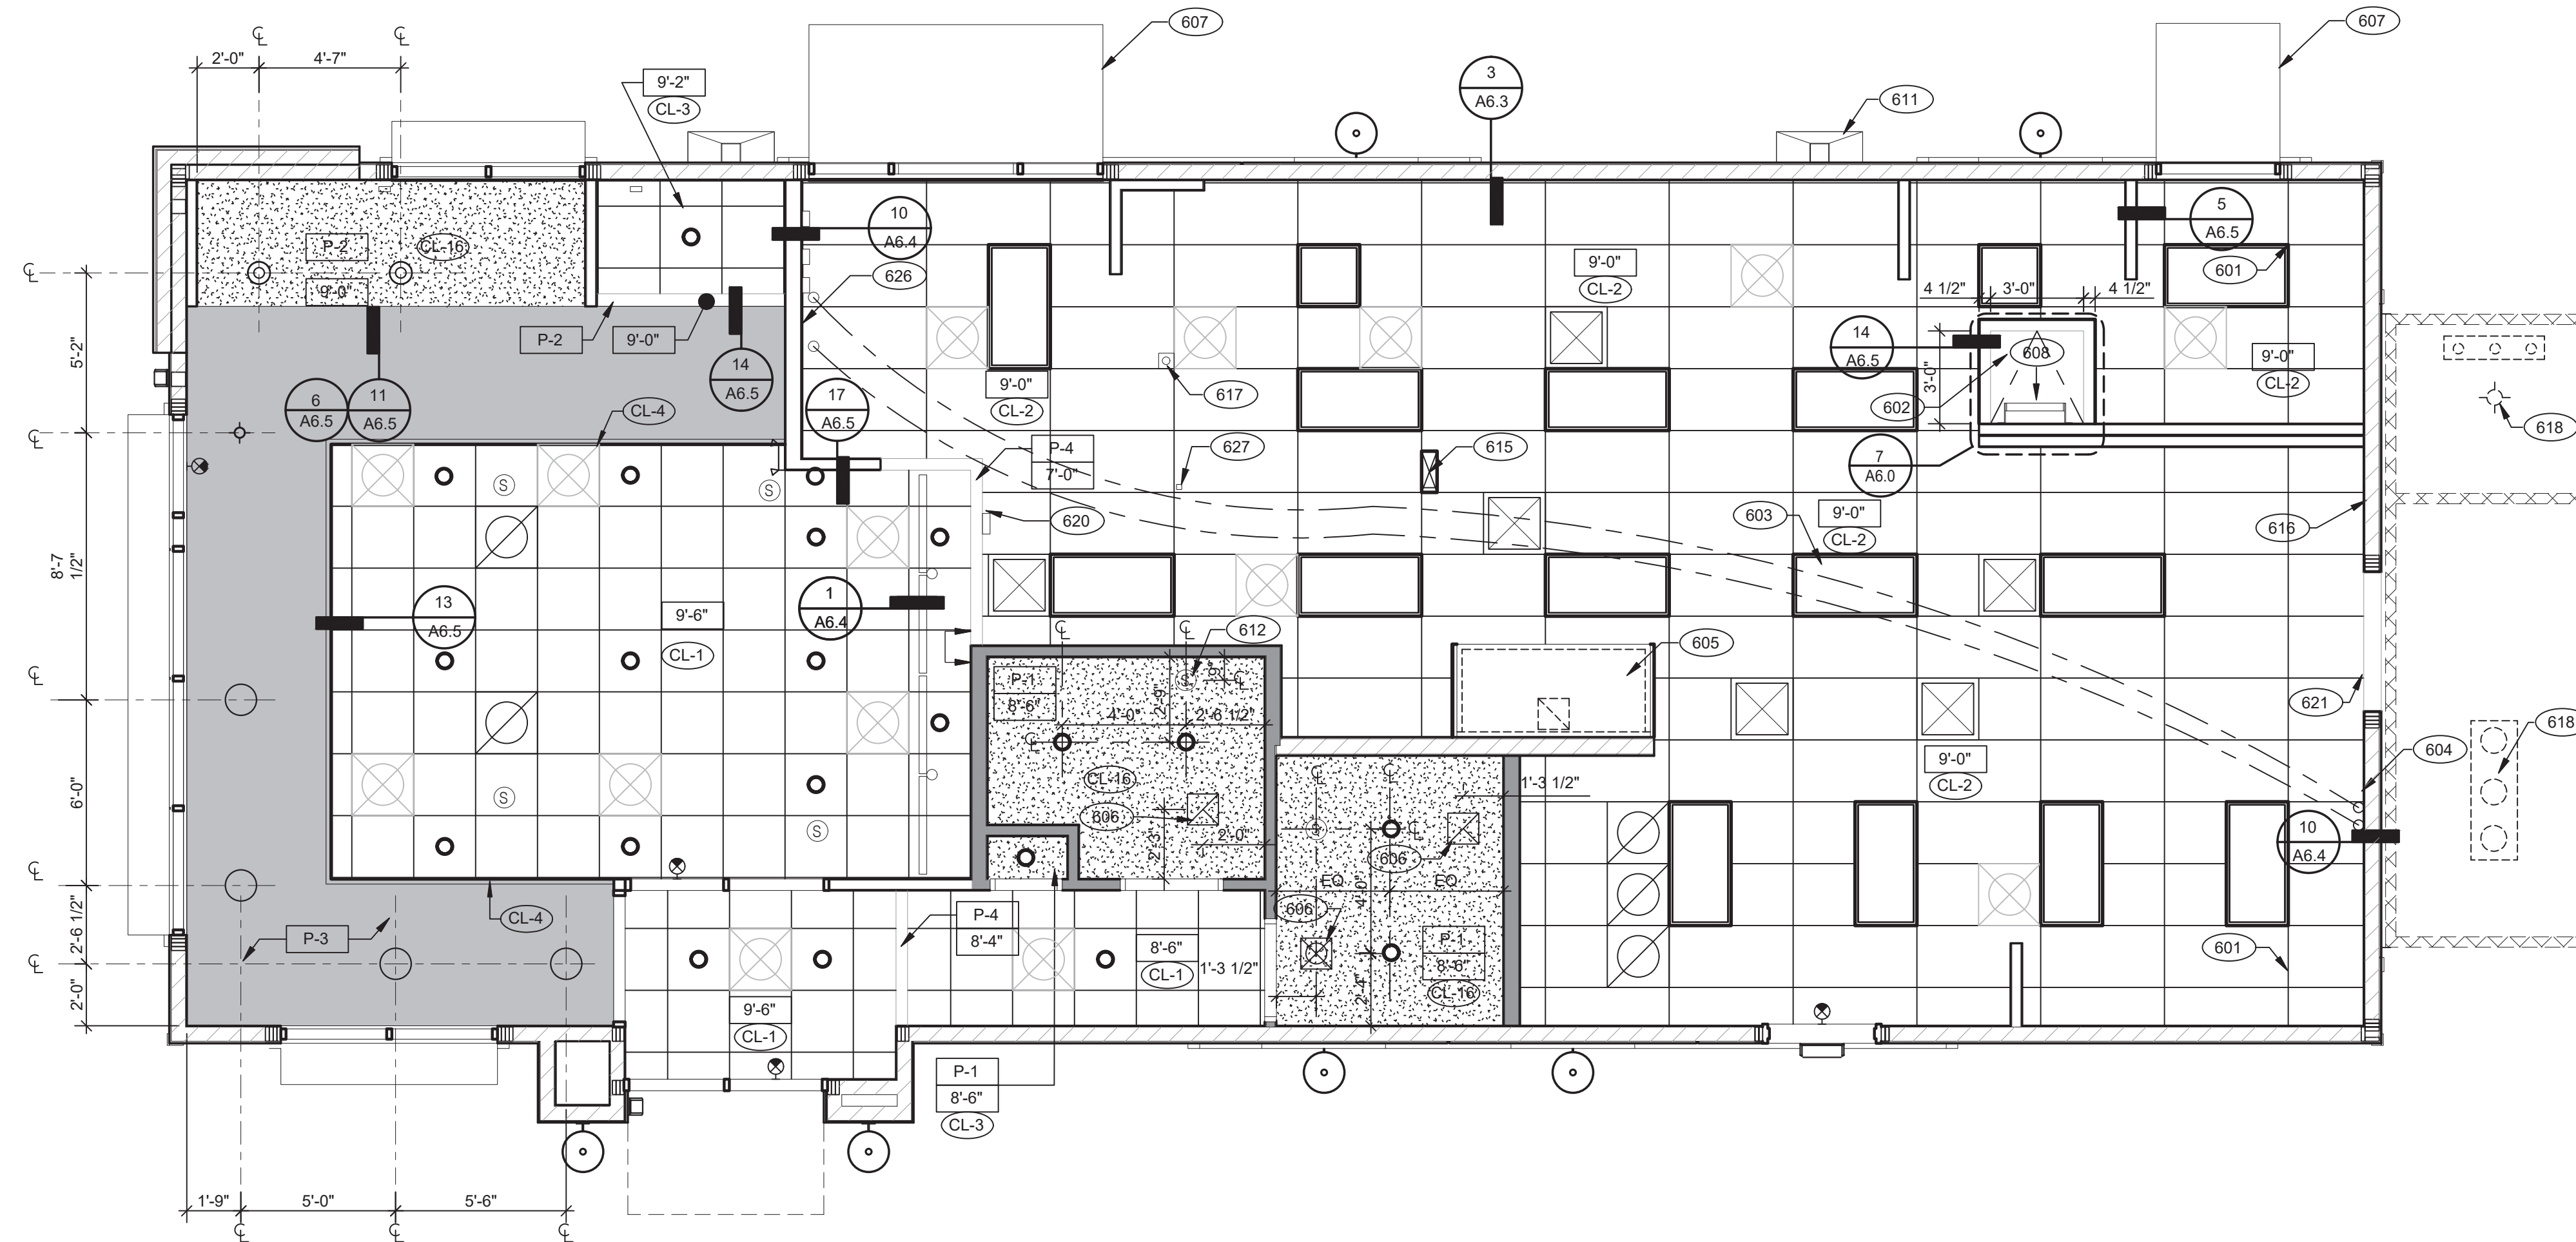 607
607
℄
℄
2'-0"
4'-7"
9'-2"
CL-3
3
A6.3
611
10
A6.4
5
A6.5
P-2
CL-16
9'-0"
℄
626
9'-0"
CL-2
601
4 1/2"
3'-0"
4 1/2"
P-2
9'-0"
14
A6.5
608
9'-0"
CL-2
5'-2"
14
A6.5
3'-0"
602
617
9'-0"
CL-2
6
A6.5
11
A6.5
CL-4
17
A6.5
618
℄
P-4
7'-0"
627
615
7
A6.0
S
S
620
603
9'-0"
CL-2
616
8'-7
1/2"
13
A6.5
9'-6"
CL-1
1
A6.4
℄
℄
612
605
℄
P-1
8'-6"
S
9"
℄
2'-9"
4'-0"
2'-6 1/2"
℄
621
618
604
CL-16
606
2'-3"
2'-0"
℄
℄
1'-3 1/2"
9'-0"
CL-2
6'-0"
S
S
S
℄
606
10
A6.4
℄
EQ
EQ
4'-0"
606
CL-4
P-4
8'-4"
8'-6"
CL-1
1'-3 1/2"
P-1
8'-6"
CL-16
2'-4"
601
2'-6 1/2"
P-3
℄
2'-0"
9'-6"
CL-1
P-1
8'-6"
CL-3
1'-9"
5'-0"
5'-6"
℄
℄
℄